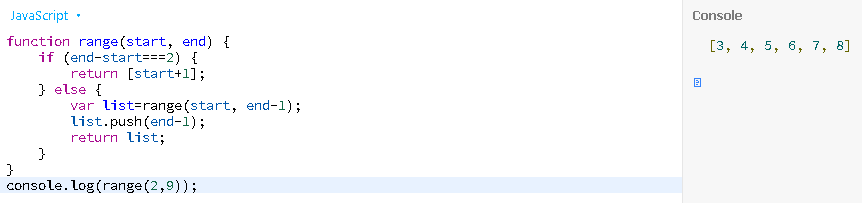 JavaScript
Console
function range(start, end) {
    if (end-start===2) {
        return [start+1];
    } else {
        var list=range(start, end-1);
        list.push(end-1);
        return list;
    }
}
console.log(range(2,9));
[3, 4, 5, 6, 7, 8]